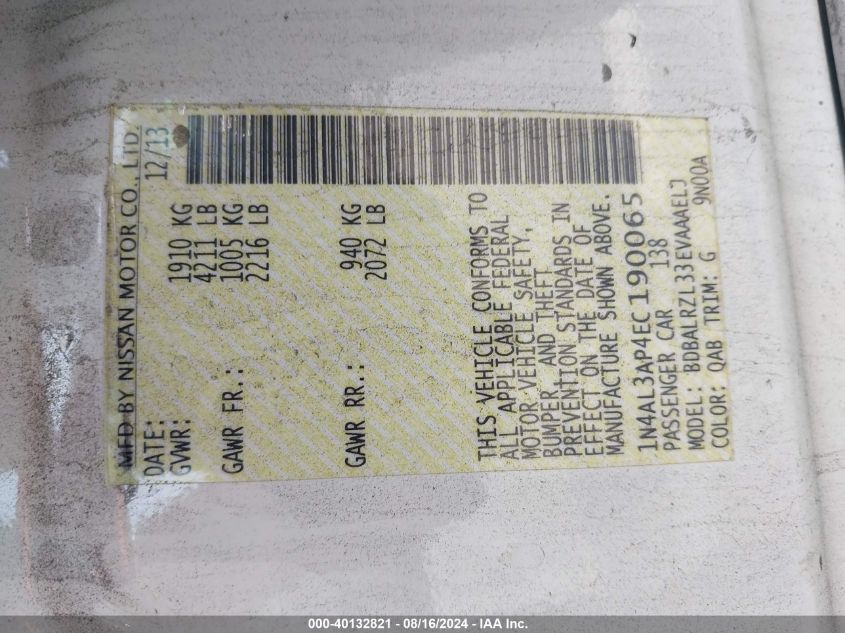 MFD BY NISSAN MOTOR CO., LTD.
DATE: 12/13
GVWR: 1910 KG
4211 LB
GAWR FR.: 1005 KG
2216 LB
GAWR RR.: 940 KG
2072 LB
THIS VEHICLE CONFORMS TO
ALL APPLICABLE FEDERAL
MOTOR VEHICLE SAFETY,
BUMPER, AND THEFT
PREVENTION STANDARDS IN
EFFECT ON THE DATE OF
MANUFACTURE SHOWN ABOVE.
1N4AL3AP4EC190065
PASSENGER CAR 138
MODEL: BDBALRZL33EVAAAELJ
COLOR: QAB TRIM: G 9N00A
000-40132821 - 08/16/2024 - IAA Inc.